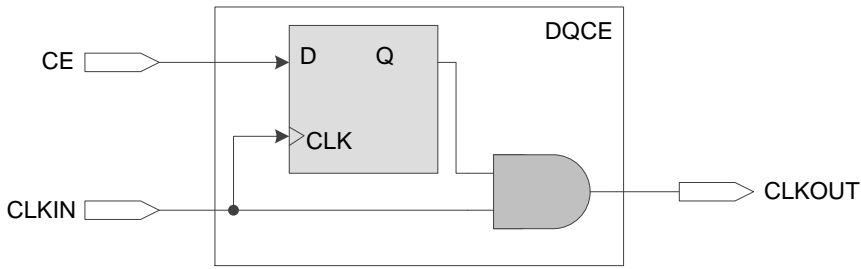 DQCE
CE
D Q
CLK
CLKIN
CLKOUT